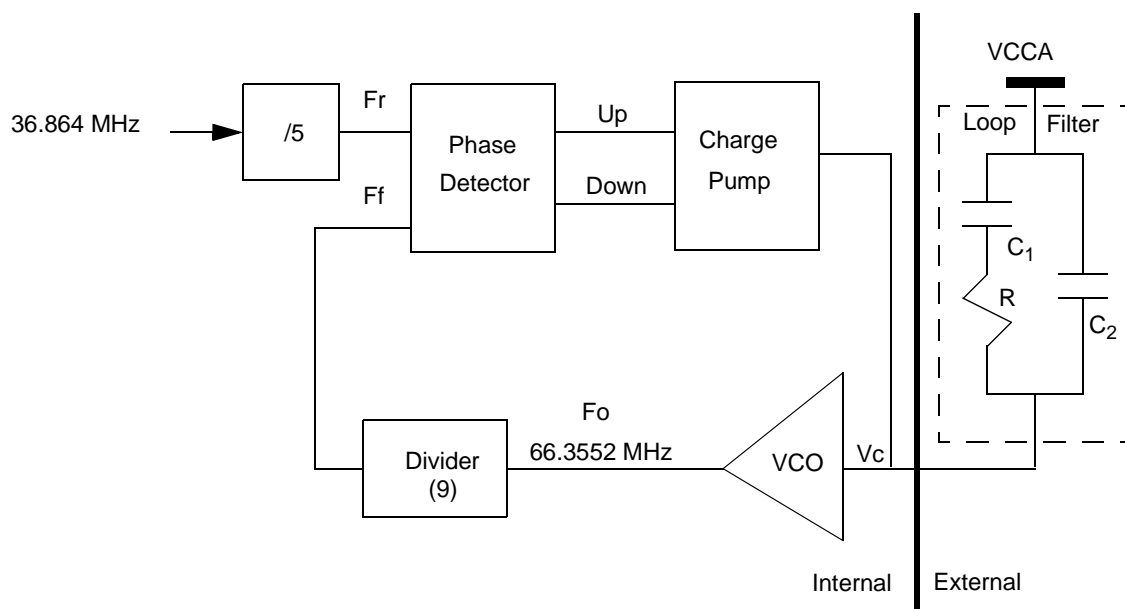 VCCA
Loop Filter
36.864 MHz
/5
Fr
Ff
Phase
Detector
Up
Down
Charge
Pump
C1
R
C2
Divider
(9)
Fo
66.3552 MHz
VCO
Vc
Internal
External